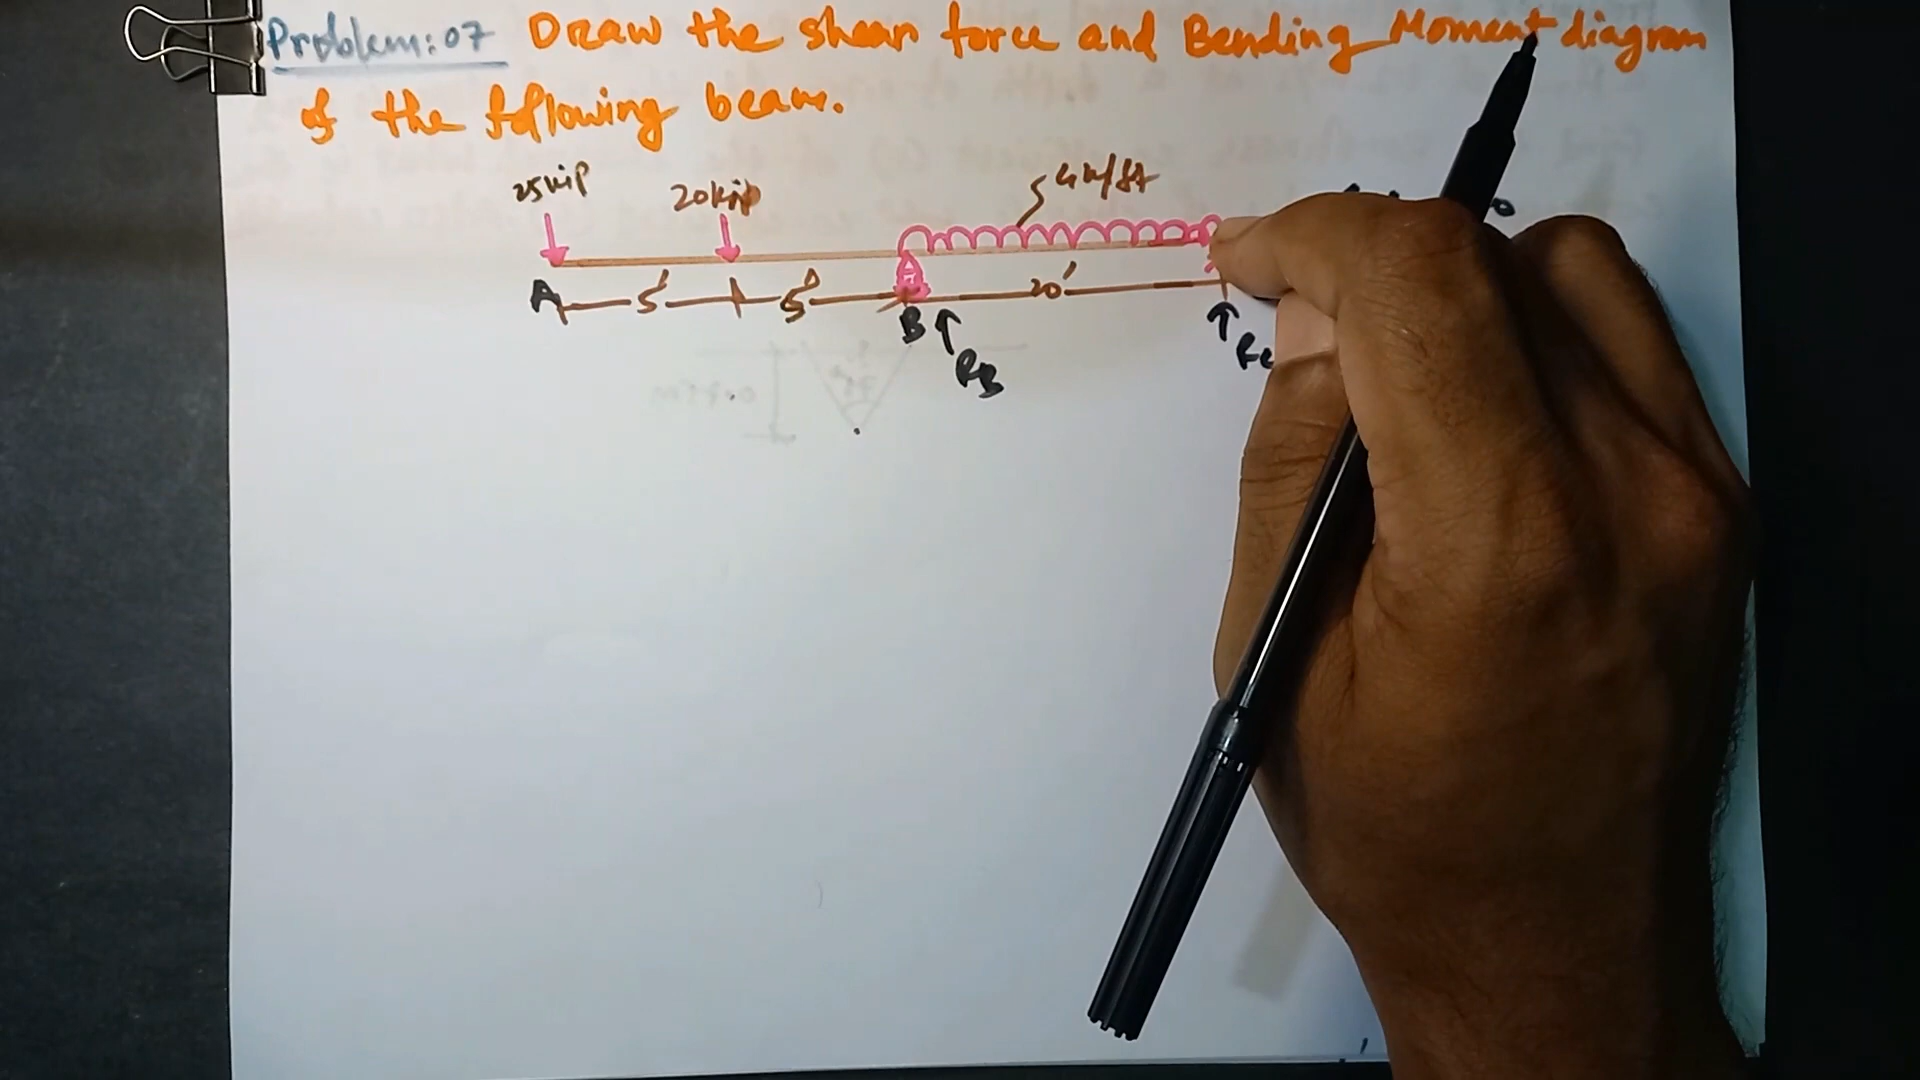 Problem: 07 Draw the shear force and Bending Moment diagram
of the following beam.
25kip 20kip 4k/ft
A 5' 5' B 20'
RB